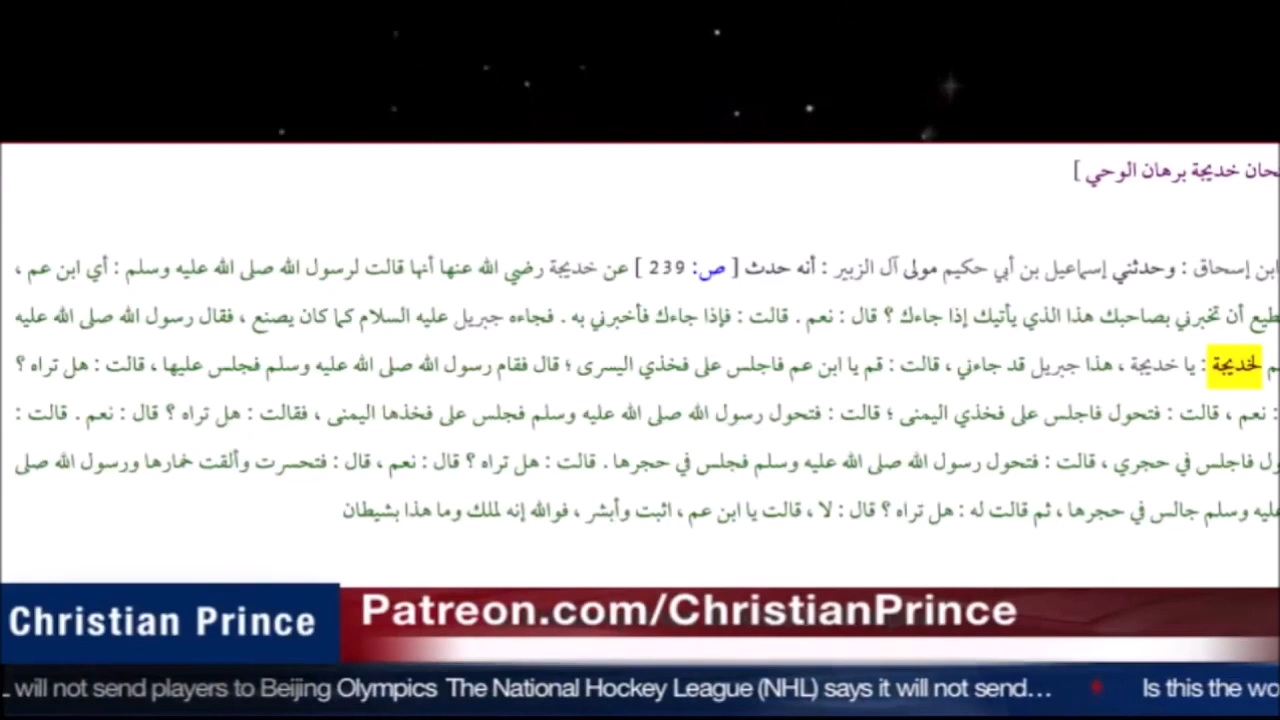 خديجة برهان الوحي ]
ابن إسحاق : وحدثني إسماعيل بن أبي حكيم مولى آل الزبير : أنه حدث [ ص: 239 ] عن خديجة رضي الله عنها أنها قالت لرسول الله صلى الله عليه وسلم : أي ابن عم ،
أن تخبرني بصاحبك هذا الذي يأتيك إذا جاءك ؟ قال : نعم . قالت : فإذا جاءك فأخبرني به . فجاءه جبريل عليه السلام كما كان يصنع ، فقال رسول الله صلى الله عليه
لخديجة : يا خديجة ، هذا جبريل قد جاءني ، قالت : قم يا ابن عم فاجلس على فخذي اليسرى ؛ قال فقام رسول الله صلى الله عليه وسلم فجلس عليها ، قالت : هل تراه ؟
: نعم ، قالت : فتحول فاجلس على فخذي اليمنى ؛ قالت : فتحول رسول الله صلى الله عليه وسلم فجلس على فخذها اليمنى ، فقالت : هل تراه ؟ قال : نعم . قالت :
فاجلس في حجري ، قالت : فتحول رسول الله صلى الله عليه وسلم فجلس في حجرها . قالت : هل تراه ؟ قال : نعم ، قال : فتحسرت وألقت خمارها ورسول الله صلى
عليه وسلم جالس في حجرها ، ثم قالت له : هل تراه ؟ قال : لا ، قالت يا ابن عم ، اثبت وأبشر ، فوالله إنه لملك وما هذا بشيطان
Christian Prince
Patreon.com/ChristianPrince
will not send players to Beijing Olympics The National Hockey League (NHL) says it will not send... Is this the